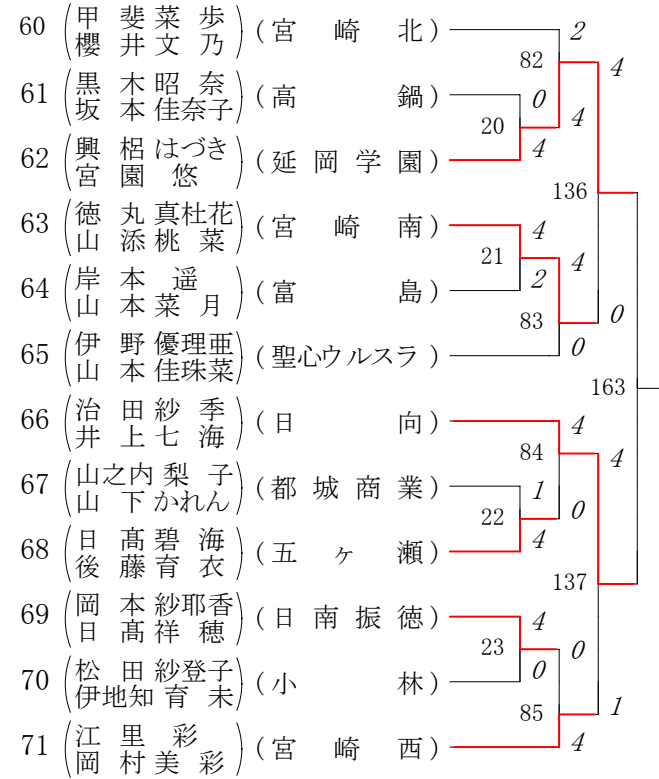 60 (甲斐菜歩 櫻井文乃) (宮崎北) 2
82 4
61 (黒木昭奈 坂本佳奈子) (高鍋) 0
20 4
62 (興梠はづき 宮園悠) (延岡学園) 4
136
63 (徳丸真杜花 山添桃菜) (宮崎南) 4
21 4
64 (岸本遥 山本菜月) (富島) 2
83 0
65 (伊野優理亜 山本佳珠菜) (聖心ウルスラ) 0
163
66 (治田紗季 井上七海) (日向) 4
84 4
67 (山之内梨子 山下かれん) (都城商業) 1
22 0
68 (日髙碧海 後藤育衣) (五ヶ瀬) 4
137
69 (岡本紗耶香 日髙祥穂) (日南振徳) 4
23 0
70 (松田紗登子 伊地知育未) (小林) 0
85 1
71 (江里彩 岡村美彩) (宮崎西) 4